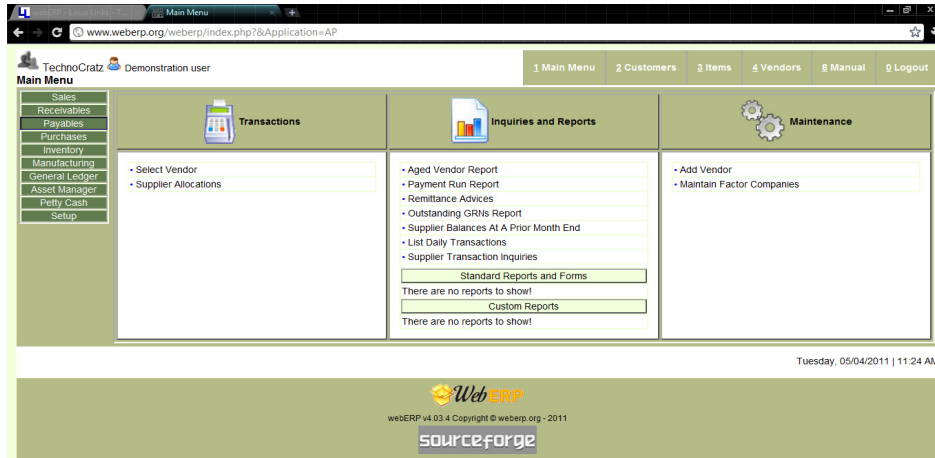 Main Menu
www.weberp.org/weberp/index.php?&Application=AP
TechnoCratz Demonstration user
Main Menu
1 Main Menu 2 Customers 3 Items 4 Vendors 8 Manual 0 Logout
Sales
Receivables
Payables
Purchases
Inventory
Manufacturing
General Ledger
Asset Manager
Petty Cash
Setup
Transactions
Select Vendor
Supplier Allocations
Inquiries and Reports
Aged Vendor Report
Payment Run Report
Remittance Advices
Outstanding GRNs Report
Supplier Balances At A Prior Month End
List Daily Transactions
Supplier Transaction Inquiries
Standard Reports and Forms
There are no reports to show!
Custom Reports
There are no reports to show!
Maintenance
Add Vendor
Maintain Factor Companies
Tuesday, 05/04/2011 | 11:24 AM
Web ERP
webERP v4.03.4 Copyright © weberp.org - 2011
sourceforge